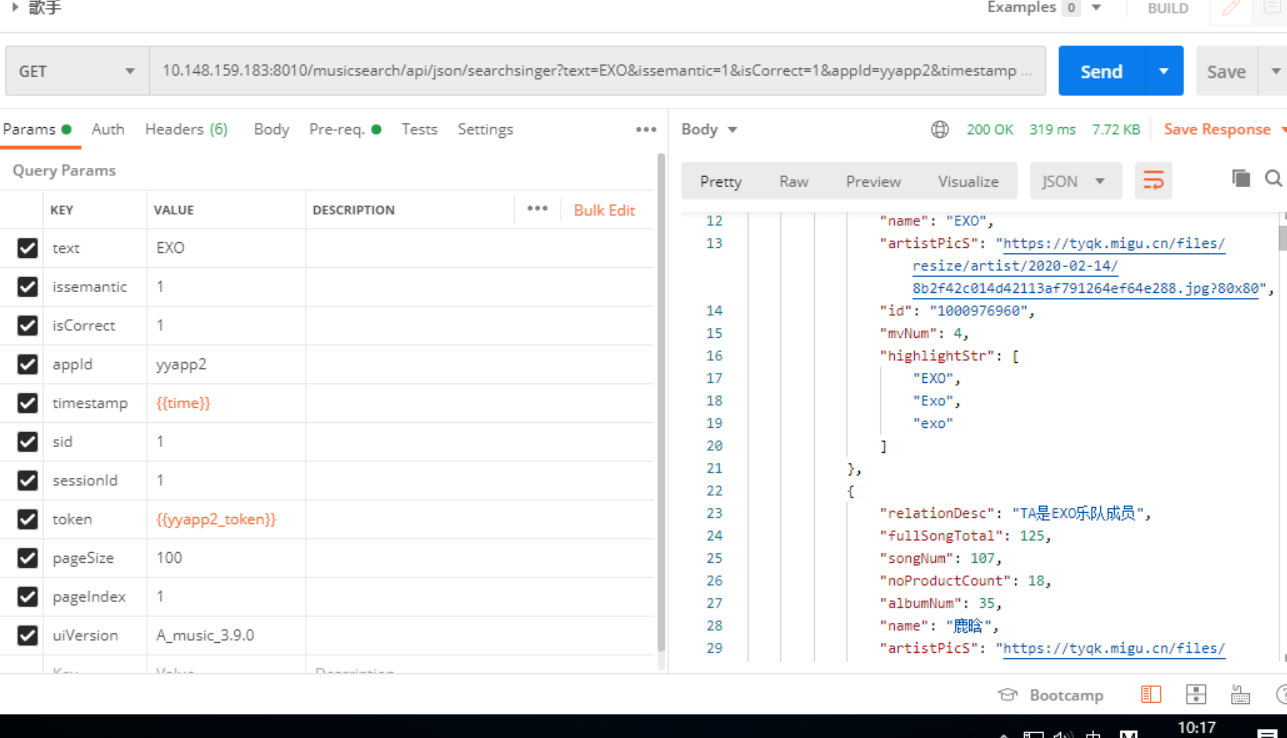 歌手
Examples 0
BUILD
GET
10.148.159.183:8010/musicsearch/api/json/searchsinger?text=EXO&issemantic=1&isCorrect=1&appId=yyapp2&timestamp ...
Send
Save
Params
Auth
Headers (6)
Body
Pre-req.
Tests
Settings
Query Params
KEY VALUE DESCRIPTION ••• Bulk Edit
text EXO
issemantic 1
isCorrect 1
appId yyapp2
timestamp {{time}}
sid 1
sessionId 1
token {{yyapp2_token}}
pageSize 100
pageIndex 1
uiVersion A_music_3.9.0
Key Value Description
Body
200 OK 319 ms 7.72 KB Save Response
Pretty Raw Preview Visualize JSON
12 "name": "EXO",
13 "artistPicS": "https://tyqk.migu.cn/files/
resize/artist/2020-02-14/
8b2f42c014d42113af791264ef64e288.jpg?80x80",
14 "id": "1000976960",
15 "mvNum": 4,
16 "highlightStr": [
17 "EXO",
18 "Exo",
19 "exo"
20 ]
21 },
22 {
23 "relationDesc": "TA是EXO乐队成员",
24 "fullSongTotal": 125,
25 "songNum": 107,
26 "noProductCount": 18,
27 "albumNum": 35,
28 "name": "鹿晗",
29 "artistPicS": "https://tyqk.migu.cn/files/
Bootcamp
中
10:17